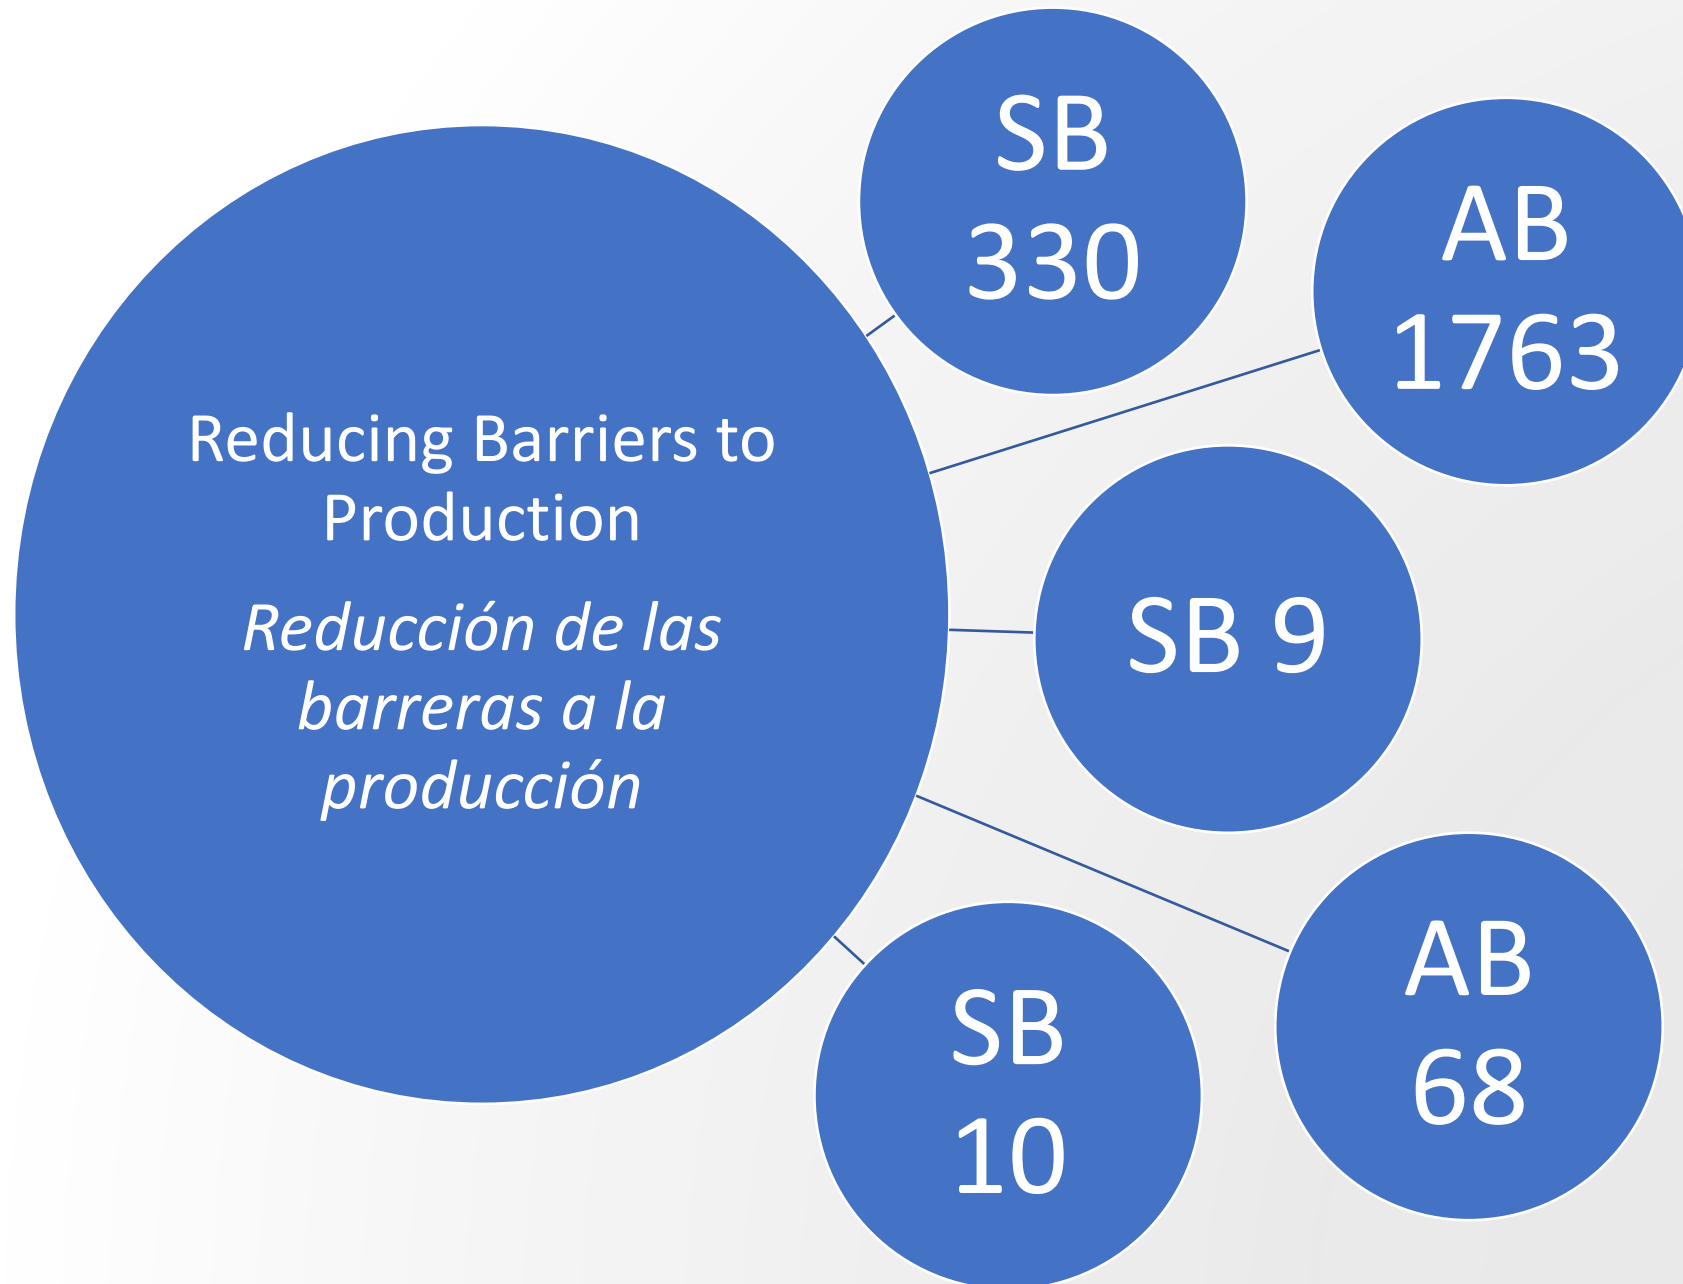 Reducing Barriers to
Production
Reducción de las
barreras a la
producción
SB
330
AB
1763
SB 9
AB
68
SB
10